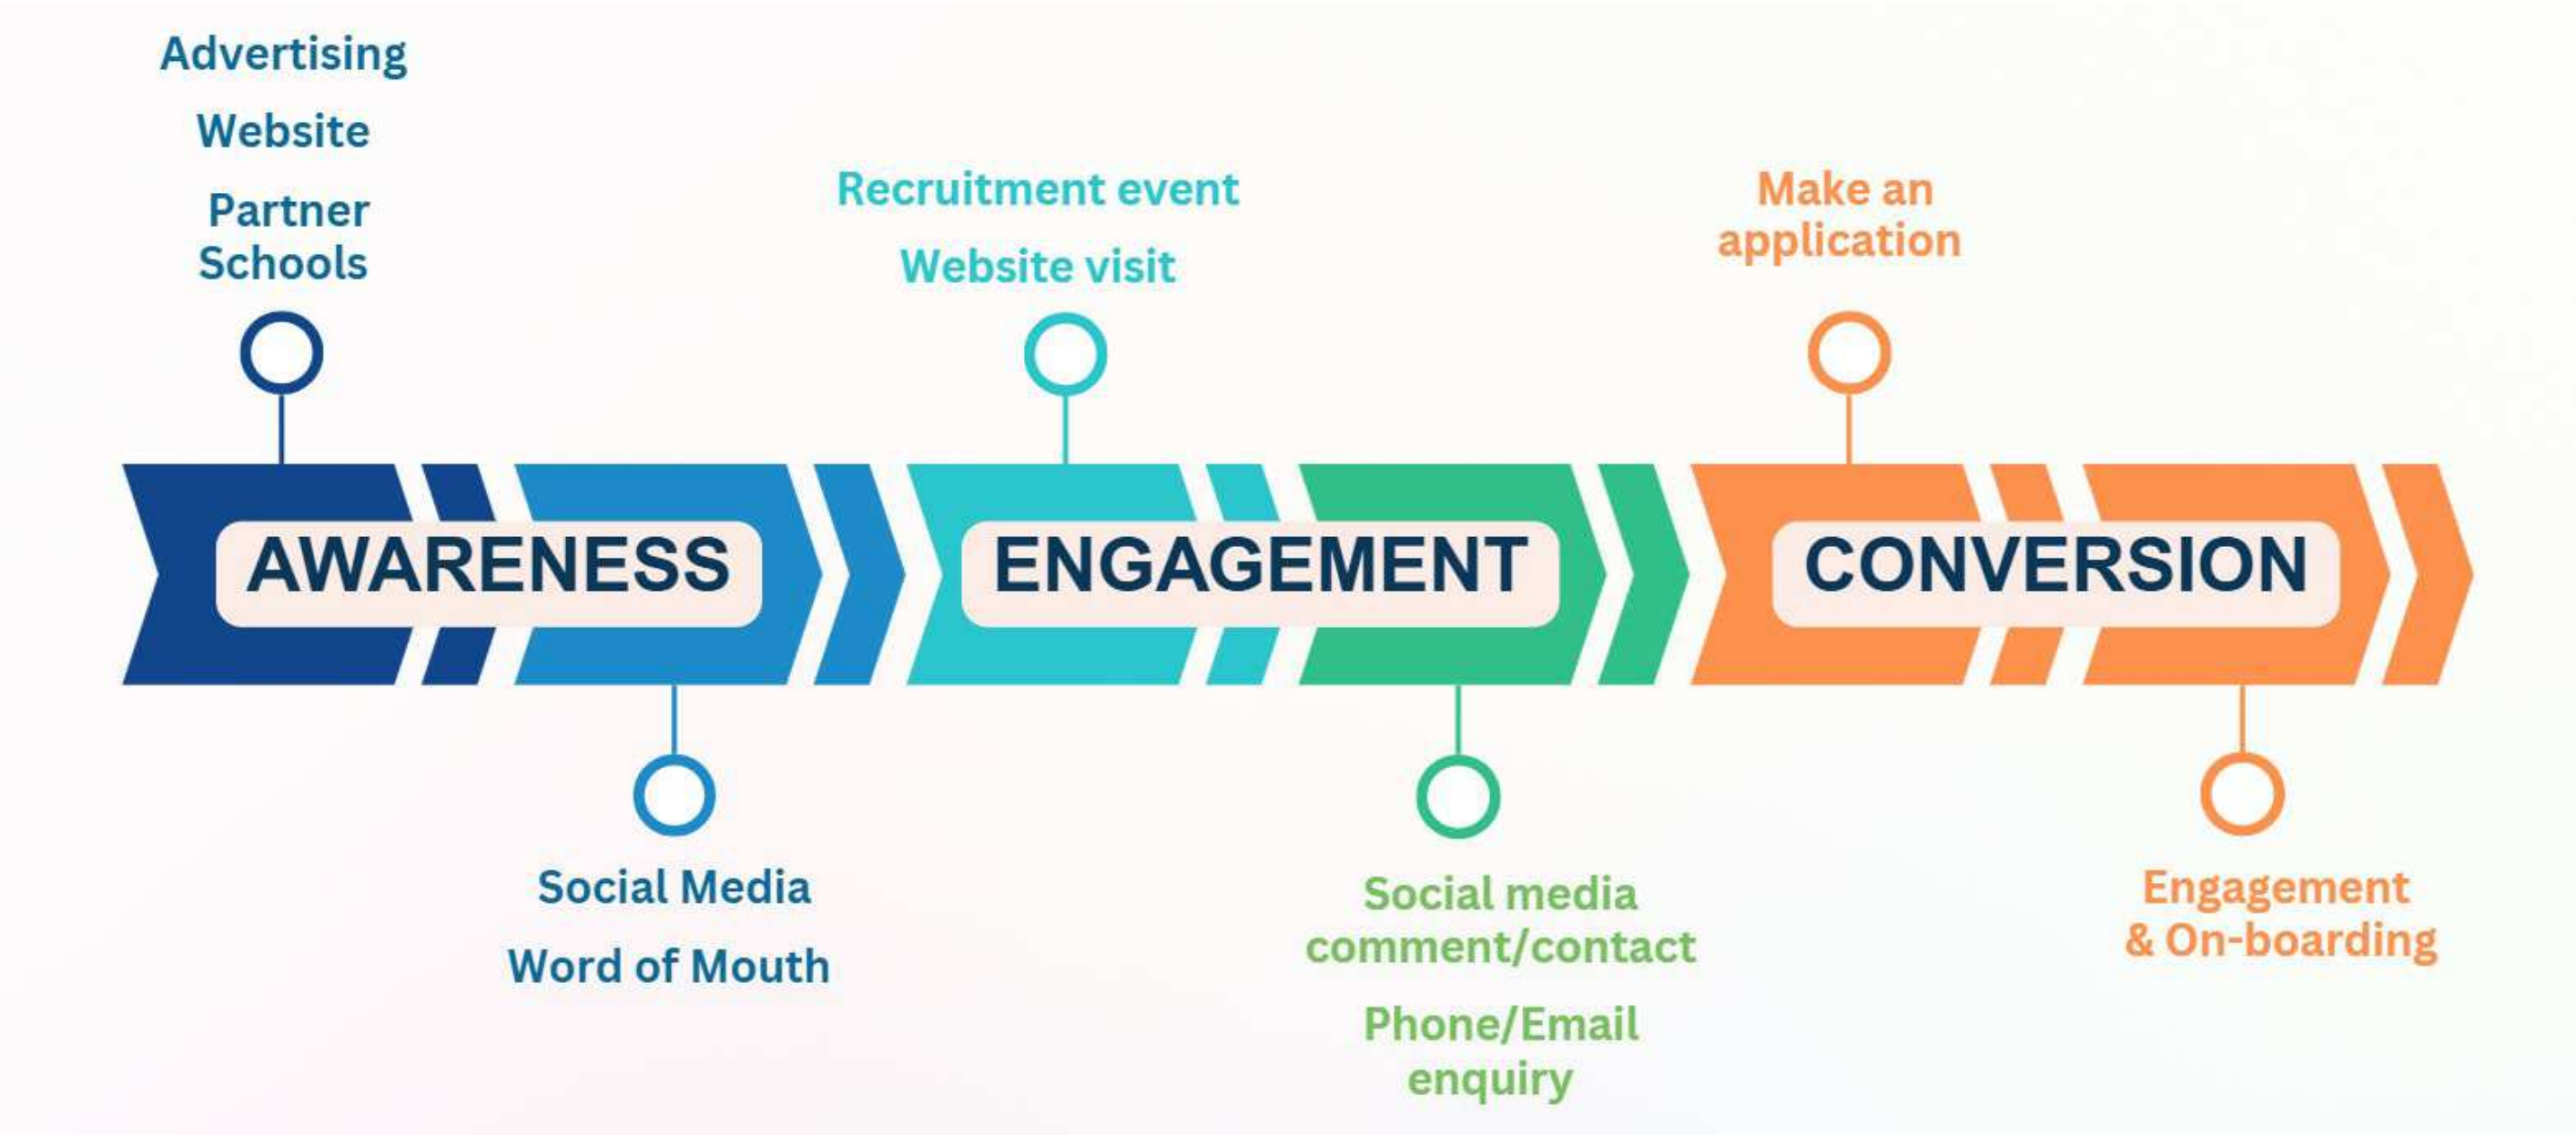 Advertising
Website
Partner
Schools
Recruitment event
Website visit
Make an
application
AWARENESS
ENGAGEMENT
CONVERSION
Social Media
Word of Mouth
Social media
comment/contact
Phone/Email
enquiry
Engagement
& On-boarding